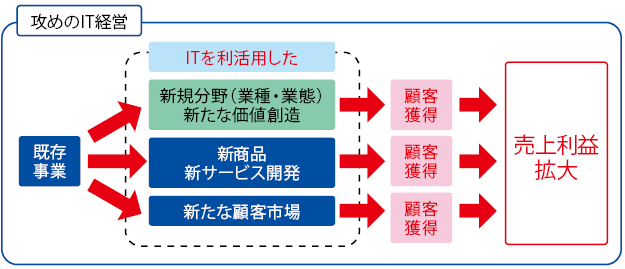 攻めのIT経営
ITを利活用した
既存
事業
新規分野（業種・業態）
新たな価値創造
顧客
獲得
新商品
新サービス開発
顧客
獲得
新たな顧客市場
顧客
獲得
売上利益
拡大